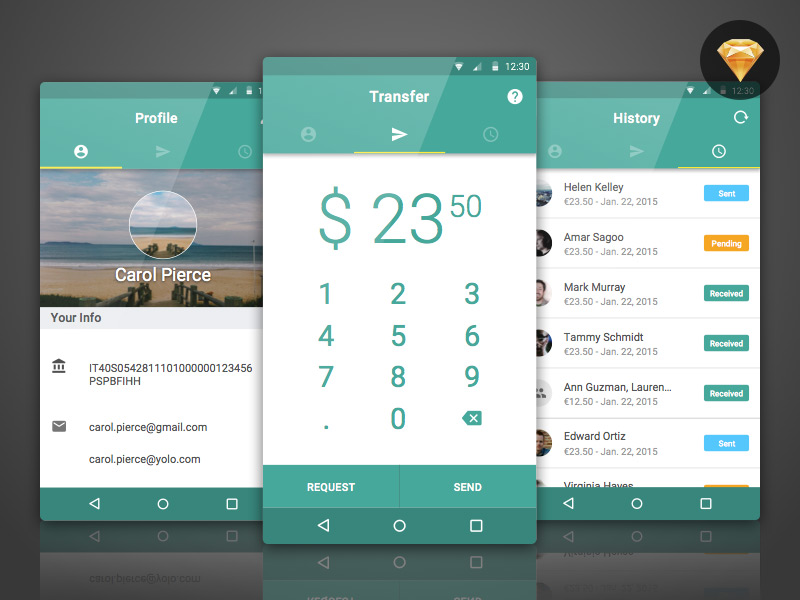 Profile
Carol Pierce
Your Info
IT40S0542811101000000123456
PSPBFIHH
carol.pierce@gmail.com
carol.pierce@yolo.com
12:30
Transfer
$ 23 50
1 2 3
4 5 6
7 8 9
. 0
REQUEST SEND
12:30
History
Helen Kelley
€23.50 - Jan. 22, 2015
Sent
Amar Sagoo
€23.50 - Jan. 22, 2015
Pending
Mark Murray
€23.50 - Jan. 22, 2015
Received
Tammy Schmidt
€23.50 - Jan. 22, 2015
Received
Ann Guzman, Lauren...
€12.50 - Jan. 22, 2015
Received
Edward Ortiz
€23.50 - Jan. 22, 2015
Sent
Virginia Hayes